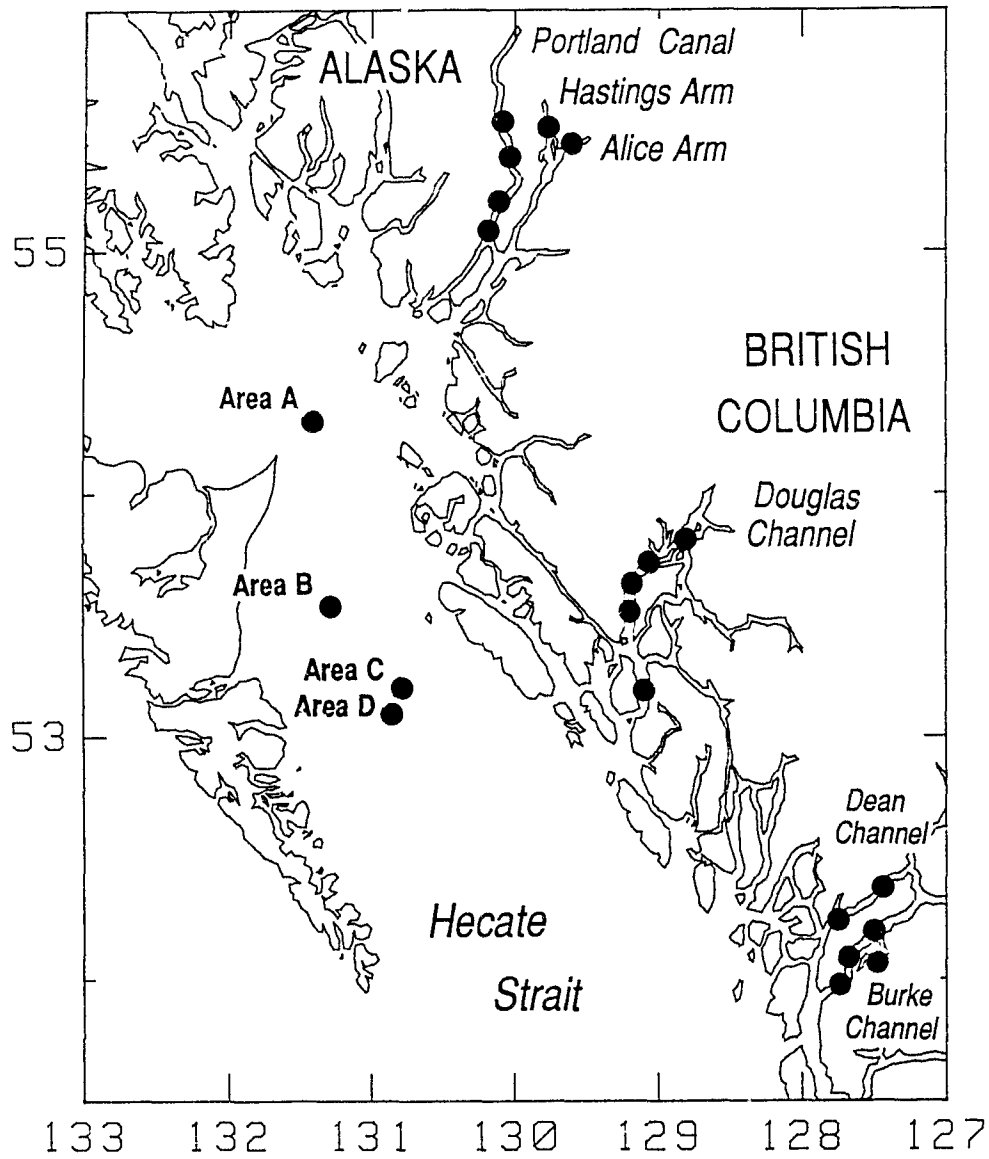 Portland Canal
ALASKA
Hastings Arm
Alice Arm
55
BRITISH
COLUMBIA
Area A
Douglas
Channel
Area B
Area C
Area D
53
Dean
Channel
Hecate
Strait
Burke
Channel
133 132 131 130 129 128 127